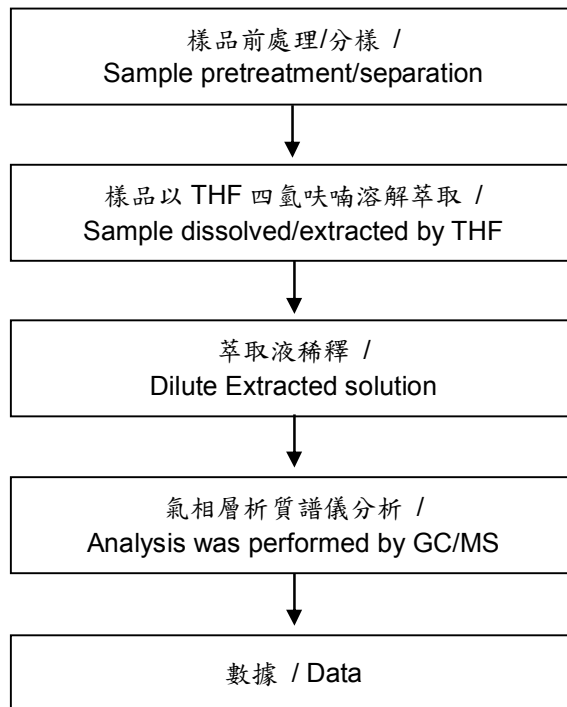 樣品前處理/分樣 /
Sample pretreatment/separation
樣品以 THF 四氫呋喃溶解萃取 /
Sample dissolved/extracted by THF
萃取液稀釋 /
Dilute Extracted solution
氣相層析質譜儀分析 /
Analysis was performed by GC/MS
數據 / Data